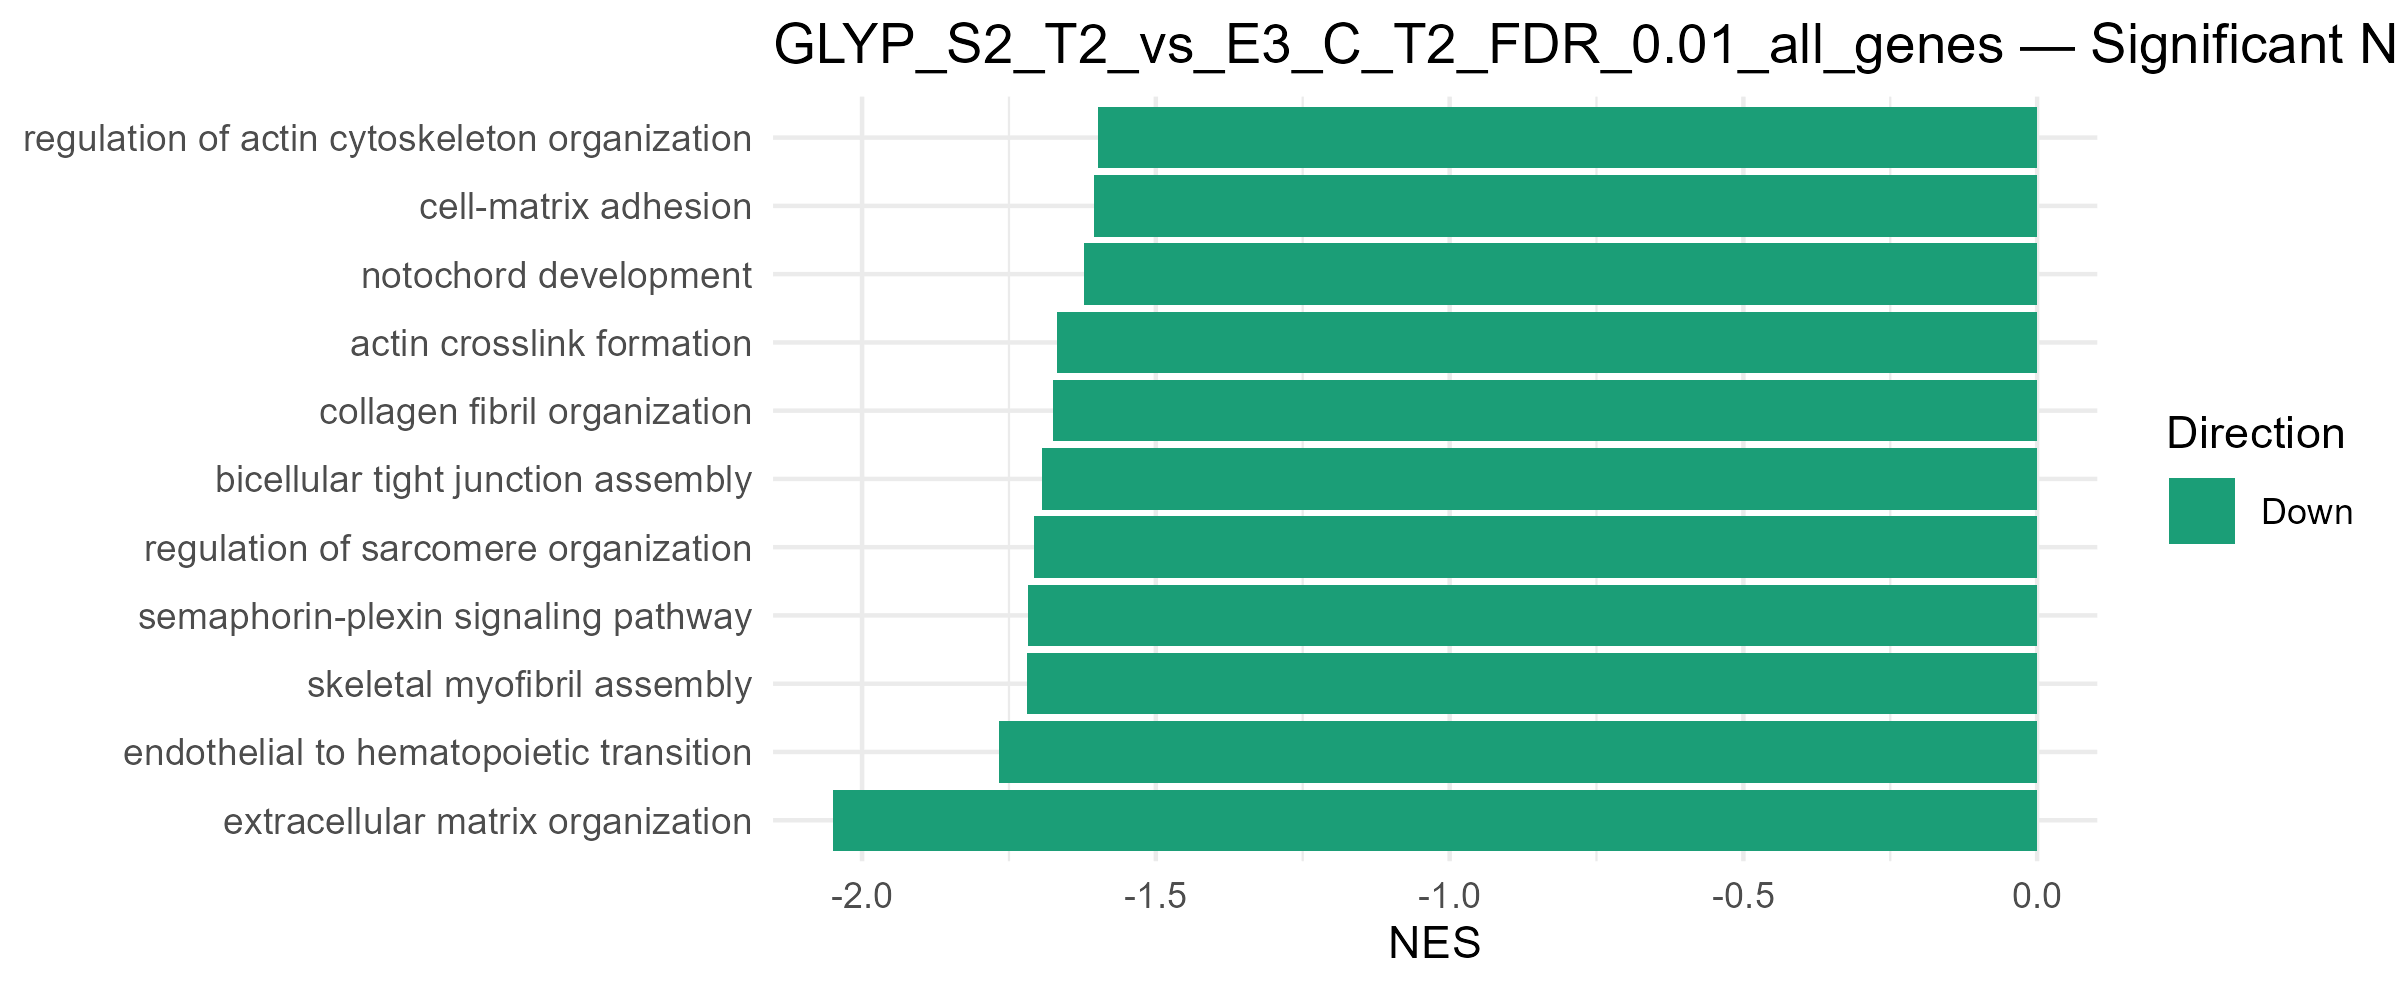 GLYP_S2_T2_vs_E3_C_T2_FDR_0.01_all_genes — Significant N
regulation of actin cytoskeleton organization
cell-matrix adhesion
notochord development
actin crosslink formation
collagen fibril organization
bicellular tight junction assembly
regulation of sarcomere organization
semaphorin-plexin signaling pathway
skeletal myofibril assembly
endothelial to hematopoietic transition
extracellular matrix organization
-2.0 -1.5 -1.0 -0.5 0.0
NES
Direction
Down